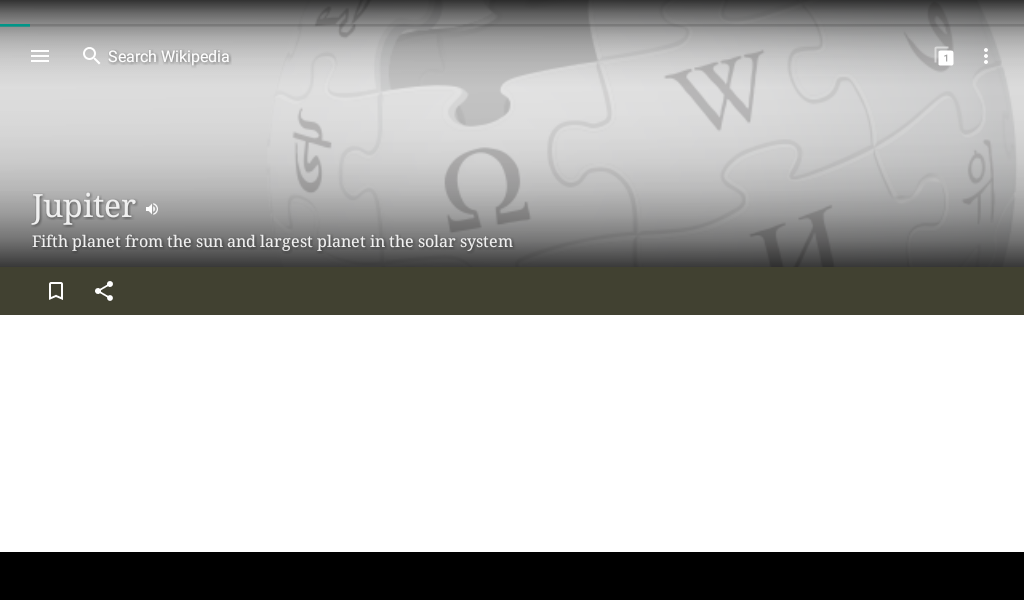 Search Wikipedia
1
W
Ω
И
Jupiter
Fifth planet from the sun and largest planet in the solar system